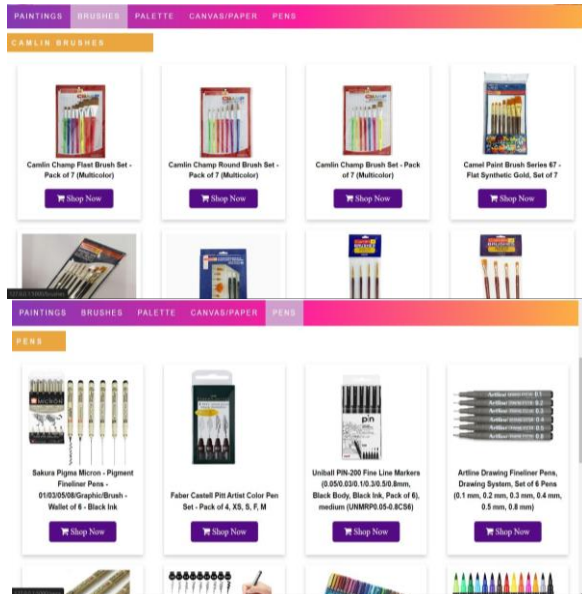 PAINTINGS BRUSHES PALETTE CANVAS/PAPER PENS
CAMLIN BRUSHES
Camlin Champ Flast Brush Set -
Pack of 7 (Multicolor)
Shop Now
Camlin Champ Round Brush Set -
Pack of 7 (Multicolor)
Shop Now
Camlin Champ Brush Set - Pack
of 7 (Multicolor)
Shop Now
Camel Paint Brush Series 67 -
Flat Synthetic Gold, Set of 7
Shop Now
PAINTINGS BRUSHES PALETTE CANVAS/PAPER PENS
PENS
Sakura Pigma Micron - Pigment
Fineliner Pens -
01/03/05/08/Graphic/Brush -
Wallet of 6 - Black Ink
Shop Now
Faber Castell Pitt Artist Color Pen
Set - Pack of 4, XS, S, F, M
Shop Now
pin
Uniball PIN-200 Fine Line Markers
(0.05/0.03/0.1/0.3/0.5/0.8mm,
Black Body, Black Ink, Pack of 6),
medium (UNMRP0.05-0.8CS6)
Shop Now
Artline Drawing Fineliner Pens,
Drawing System, Set of 6 Pens
(0.1 mm, 0.2 mm, 0.3 mm, 0.4 mm,
0.5 mm, 0.8 mm)
Shop Now